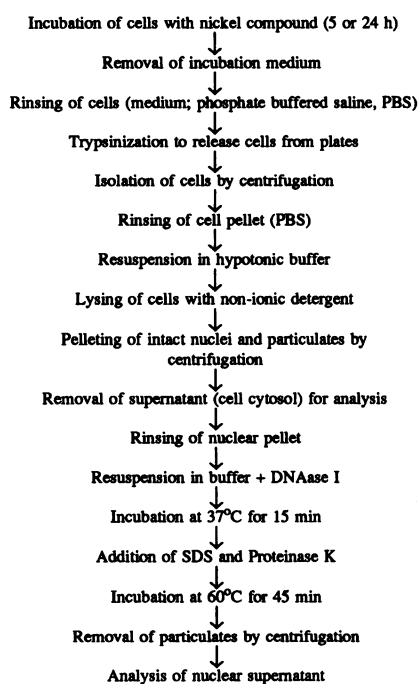 Incubation of cells with nickel compound (5 or 24 h)
Removal of incubation medium
Rinsing of cells (medium; phosphate buffered saline, PBS)
Trypsinization to release cells from plates
Isolation of cells by centrifugation
Rinsing of cell pellet (PBS)
Resuspension in hypotonic buffer
Lysing of cells with non-ionic detergent
Pelleting of intact nuclei and particulates by
centrifugation
Removal of supernatant (cell cytosol) for analysis
Rinsing of nuclear pellet
Resuspension in buffer + DNAase I
Incubation at 37°C for 15 min
Addition of SDS and Proteinase K
Incubation at 60°C for 45 min
Removal of particulates by centrifugation
Analysis of nuclear supernatant